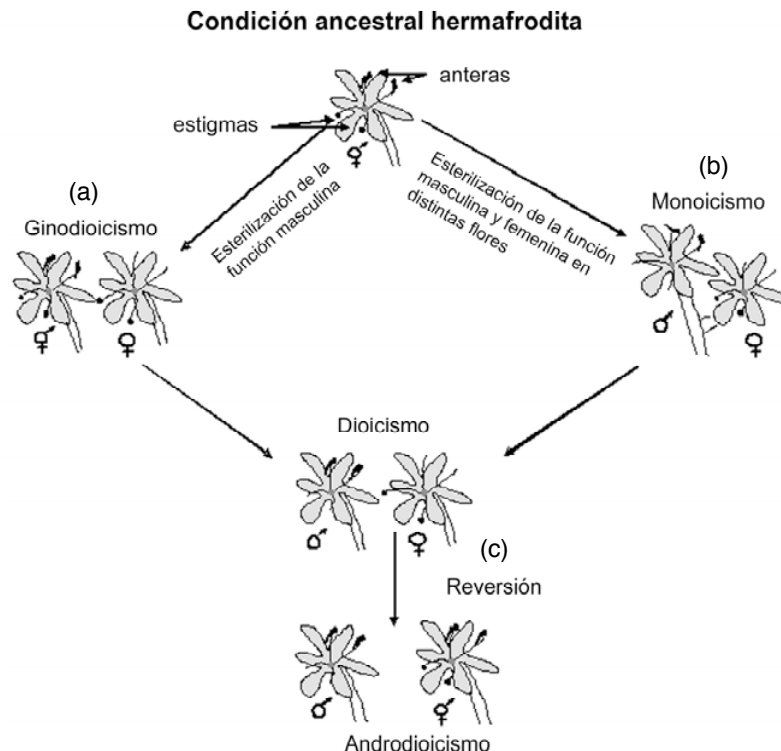 Condición ancestral hermafrodita
anteras
estigmas
Esterilización de la
función masculina
Esterilización de la función
masculina y femenina en
distintas flores
(a)
Ginodioicismo
(b)
Monoicismo
⚥
⚥ ♀
♂ ♀
Dioicismo
♂ ♀
(c)
Reversión
♂ ⚥
Androdioicismo